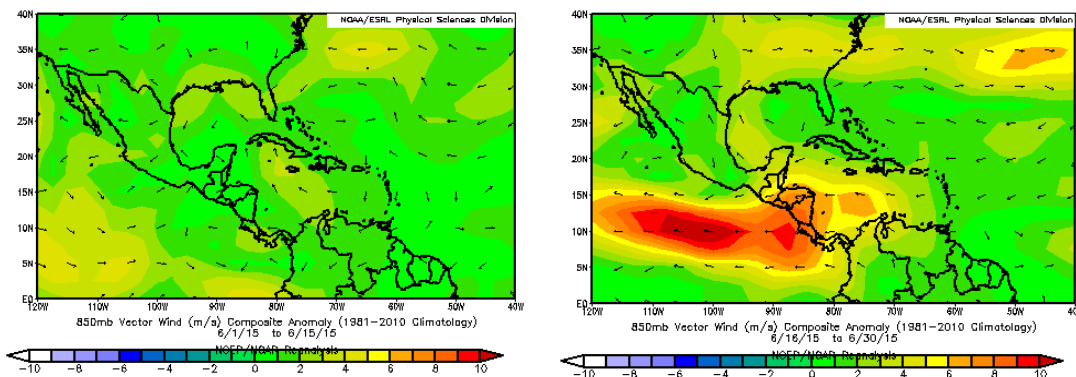 NOAA/ESRL Physical Sciences Division
40N
35N
30N
25N
20N
15N
10N
5N
EQ
120W 110W 100W 90W 80W 70W 60W 50W 40W
850mb Vector Wind (m/s) Composite Anomaly (1981-2010 Climatology)
6/1/15 to 6/15/15
NCEP/NCAR Reanalysis
-10 -8 -6 -4 -2 0 2 4 6 8 10
NOAA/ESRL Physical Sciences Division
40N
35N
30N
25N
20N
15N
10N
5N
EQ
120W 110W 100W 90W 80W 70W 60W 50W 40W
850mb Vector Wind (m/s) Composite Anomaly (1981-2010 Climatology)
6/16/15 to 6/30/15
NCEP/NCAR Reanalysis
-10 -8 -6 -4 -2 0 2 4 6 8 10